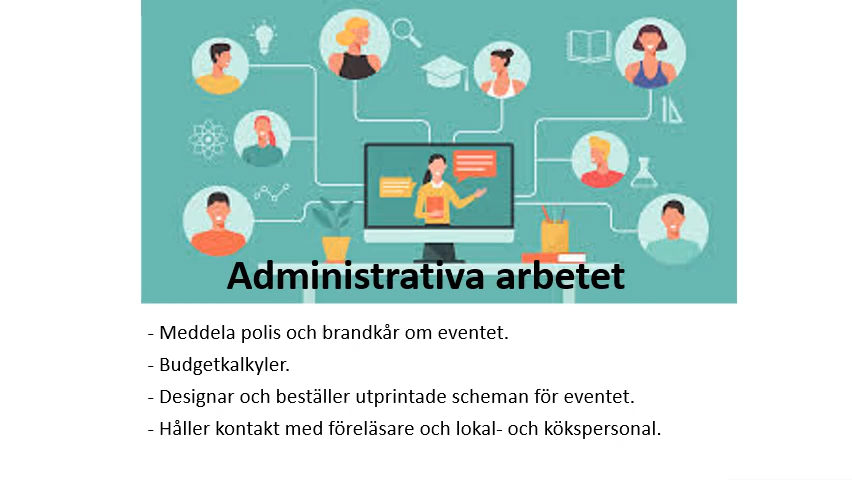 Administrativa arbetet
- Meddela polis och brandkår om eventet.
- Budgetkalkyler.
- Designar och beställer utprintade scheman för eventet.
- Håller kontakt med föreläsare och lokal- och kökspersonal.